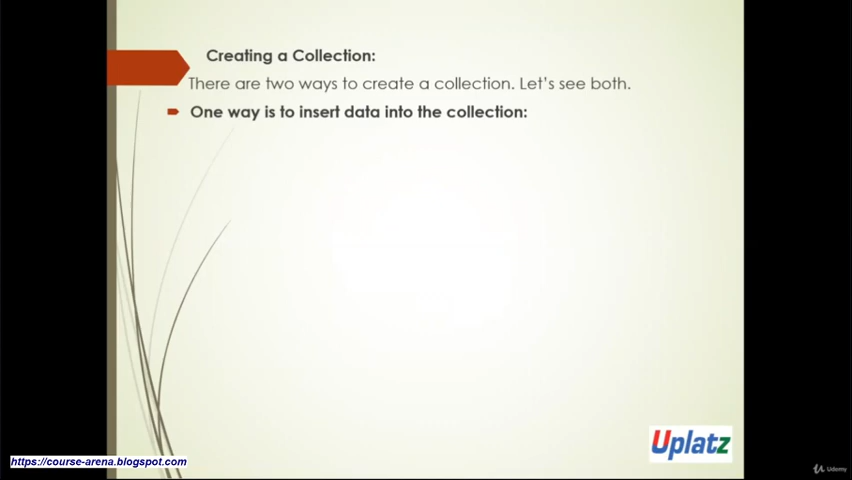 Creating a Collection:
There are two ways to create a collection. Let's see both.
One way is to insert data into the collection:
Uplatz
https://course-arena.blogspot.com
Udemy